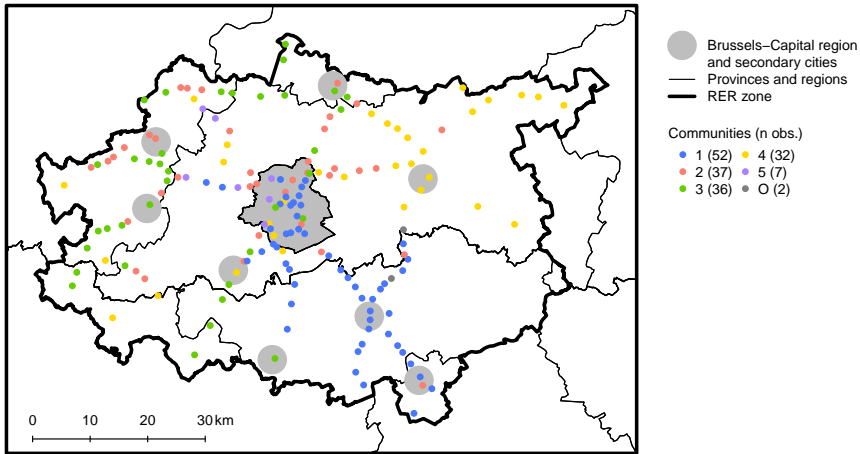 Brussels−Capital region
and secondary cities
Provinces and regions
RER zone
Communities (n obs.)
1 (52) 4 (32)
2 (37) 5 (7)
3 (36) O (2)
0 10 20 30 km